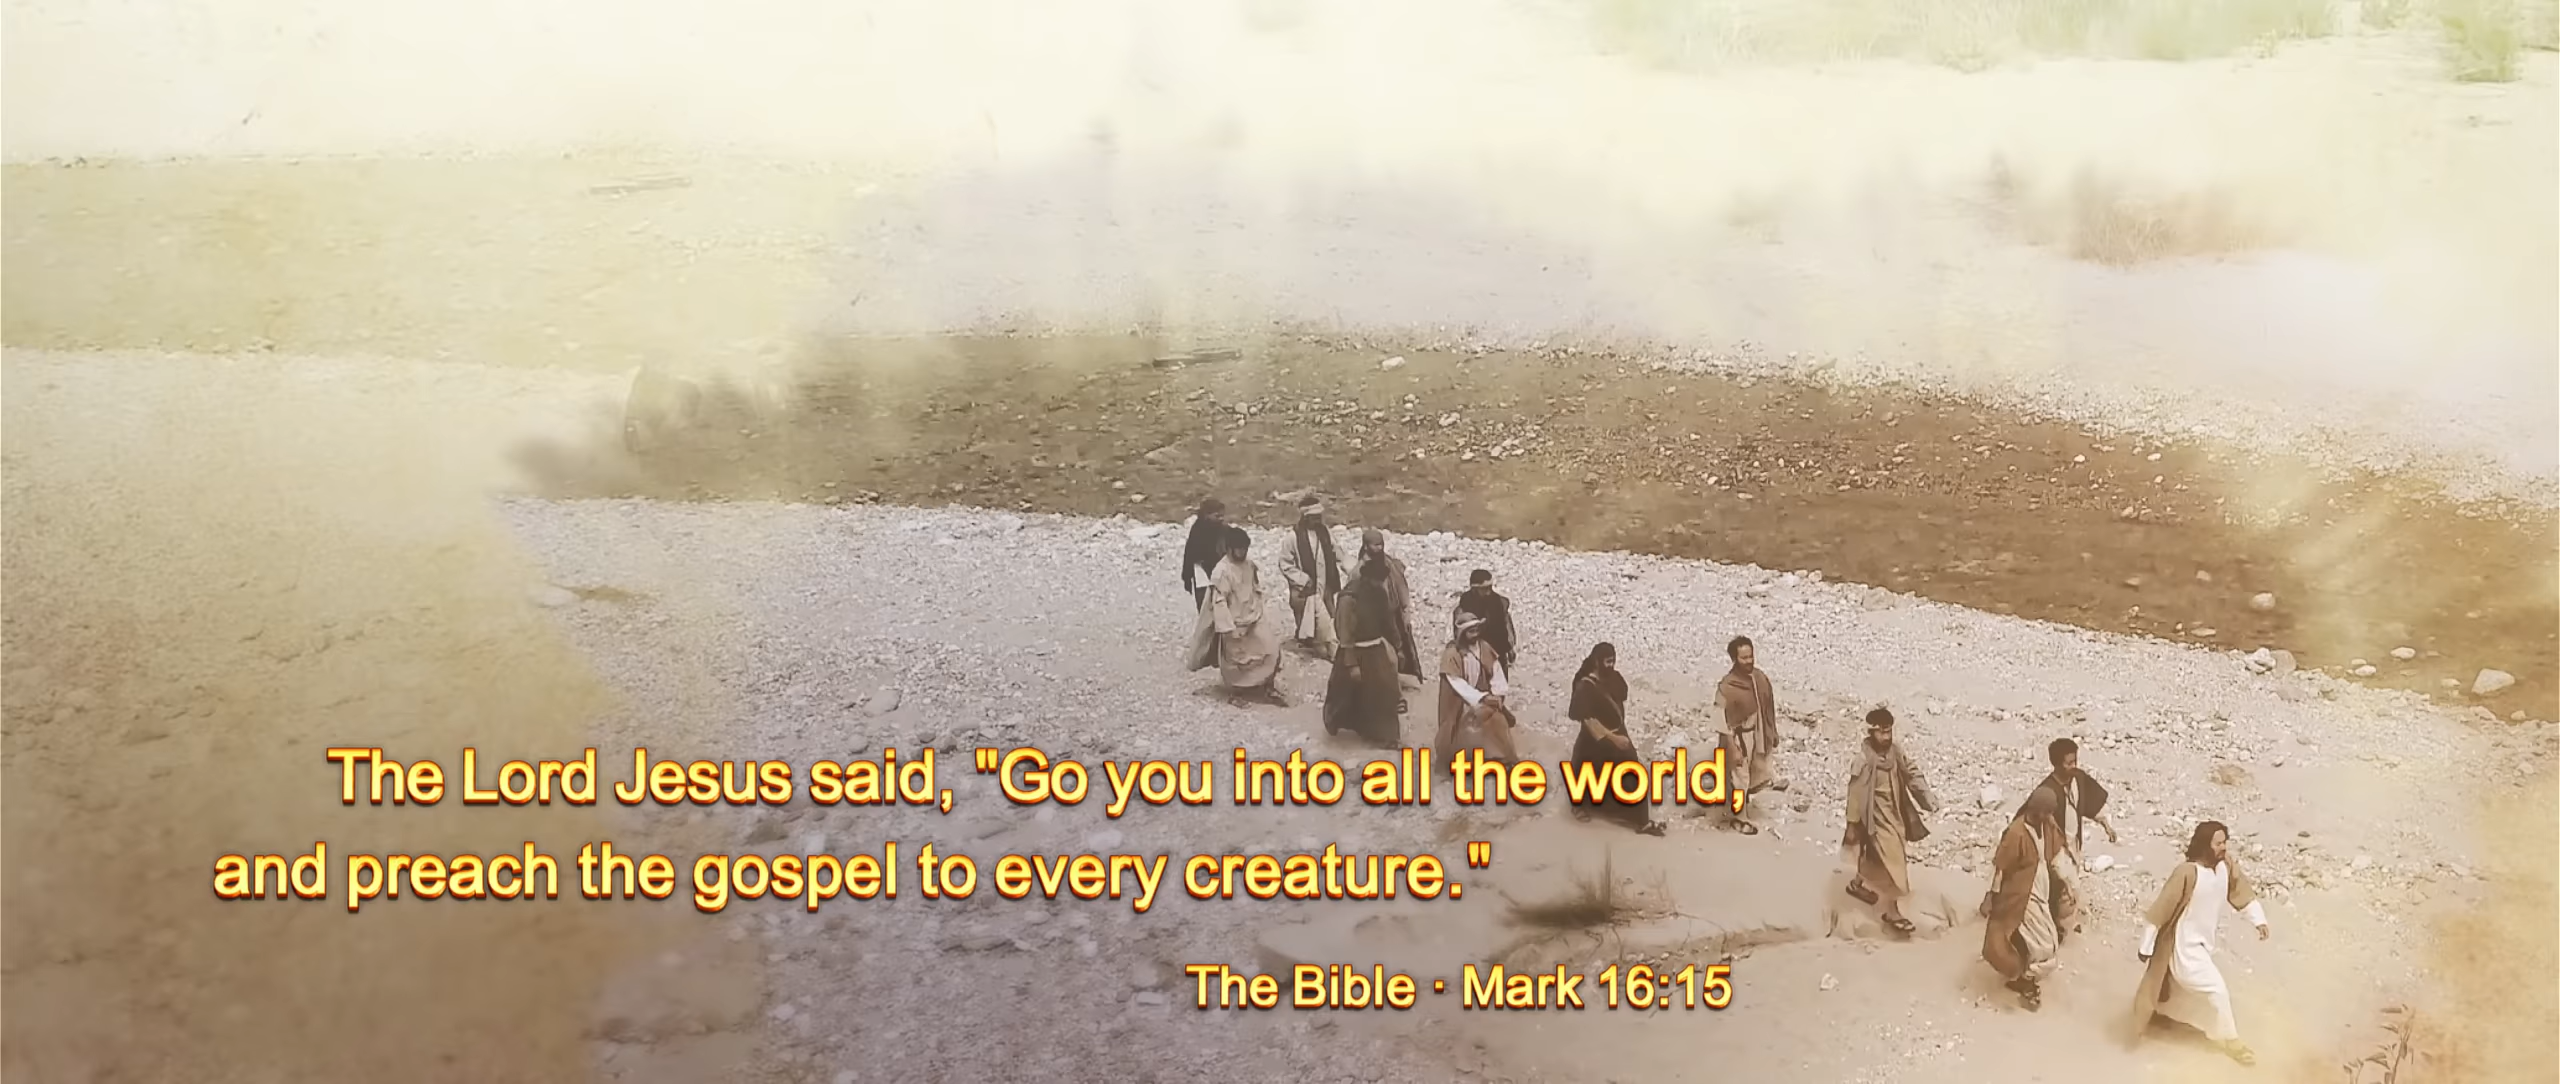 The Lord Jesus said, "Go you into all the world,
and preach the gospel to every creature."
The Bible · Mark 16:15